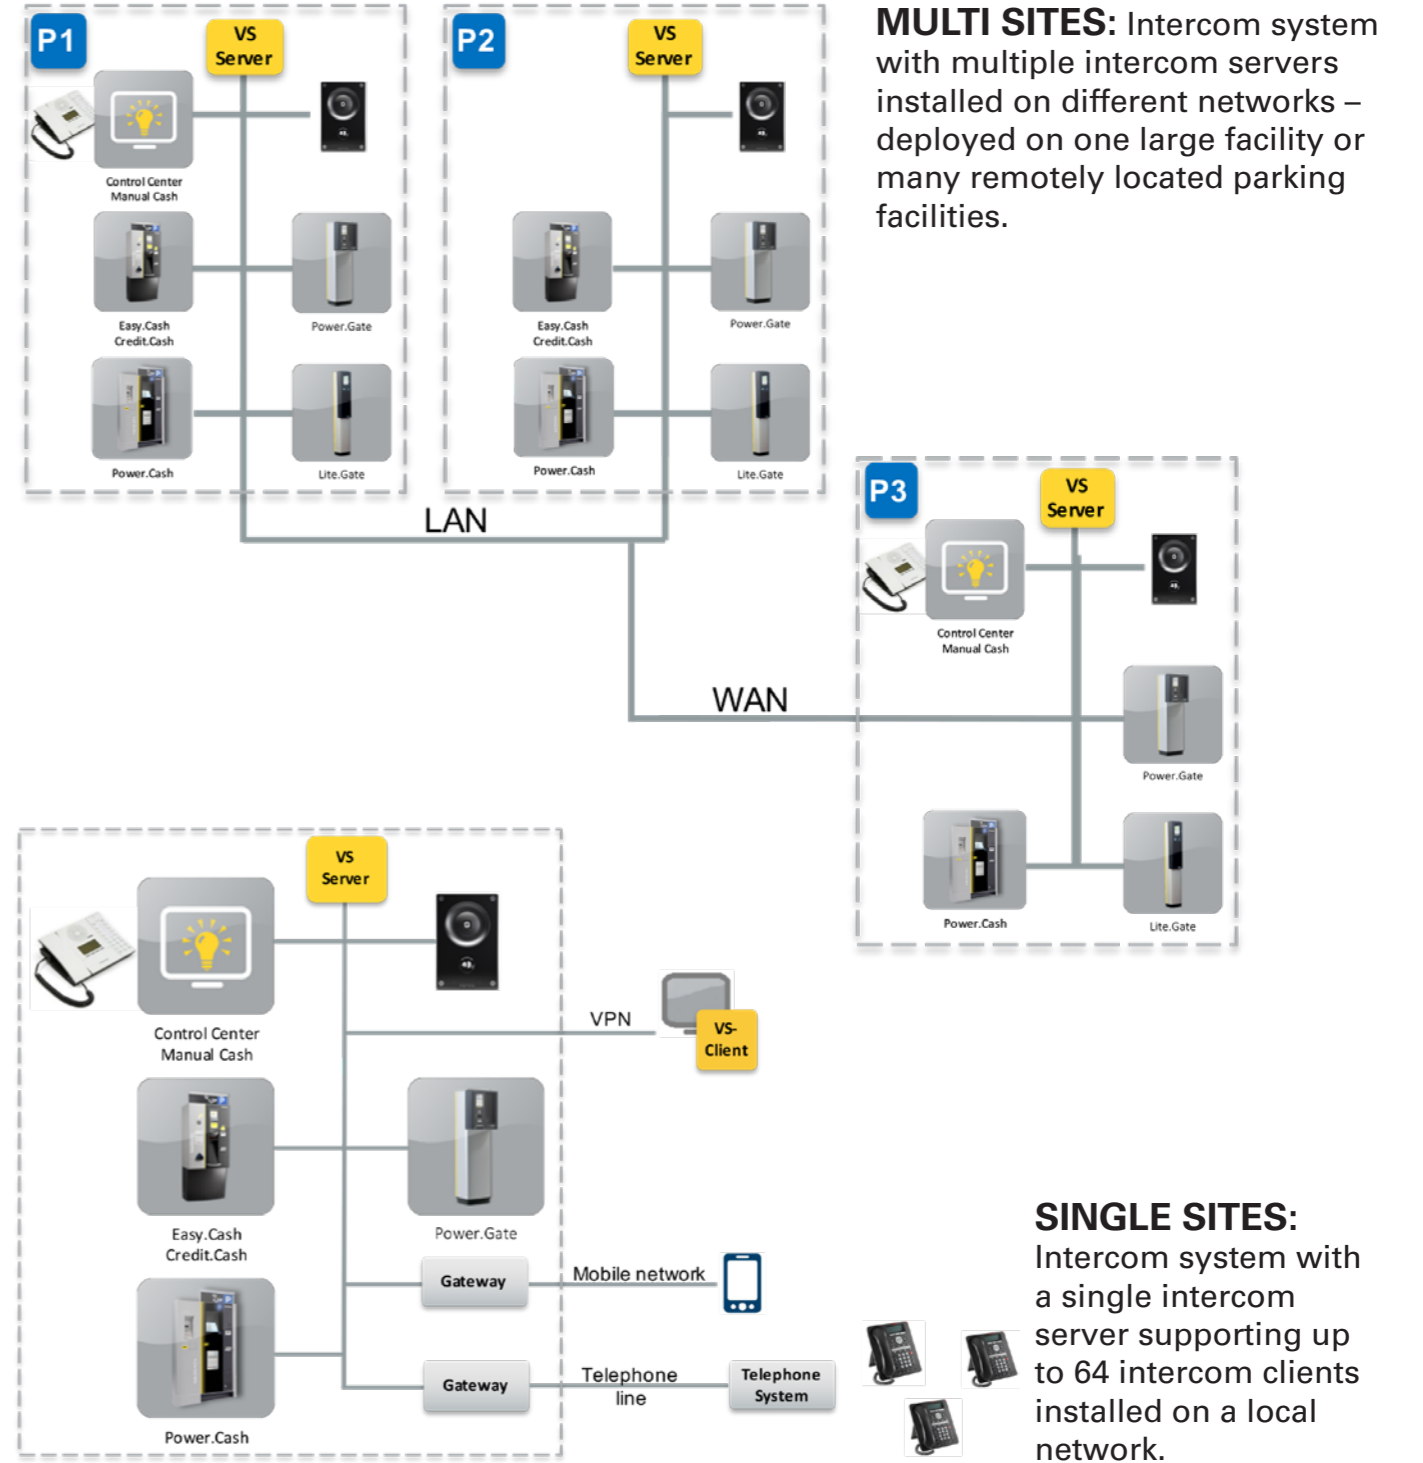 P1
VS
Server
Control Center
Manual Cash
Easy.Cash
Credit.Cash
Power.Gate
Power.Cash
Lite.Gate
P2
VS
Server
Easy.Cash
Credit.Cash
Power.Gate
Power.Cash
Lite.Gate
MULTI SITES: Intercom system
with multiple intercom servers
installed on different networks –
deployed on one large facility or
many remotely located parking
facilities.
LAN
WAN
P3
VS
Server
Control Center
Manual Cash
Power.Gate
Power.Cash
Lite.Gate
VS
Server
Control Center
Manual Cash
VPN
VS-
Client
Easy.Cash
Credit.Cash
Power.Gate
Gateway
Mobile network
Power.Cash
Gateway
Telephone
line
Telephone
System
SINGLE SITES:
Intercom system with
a single intercom
server supporting up
to 64 intercom clients
installed on a local
network.